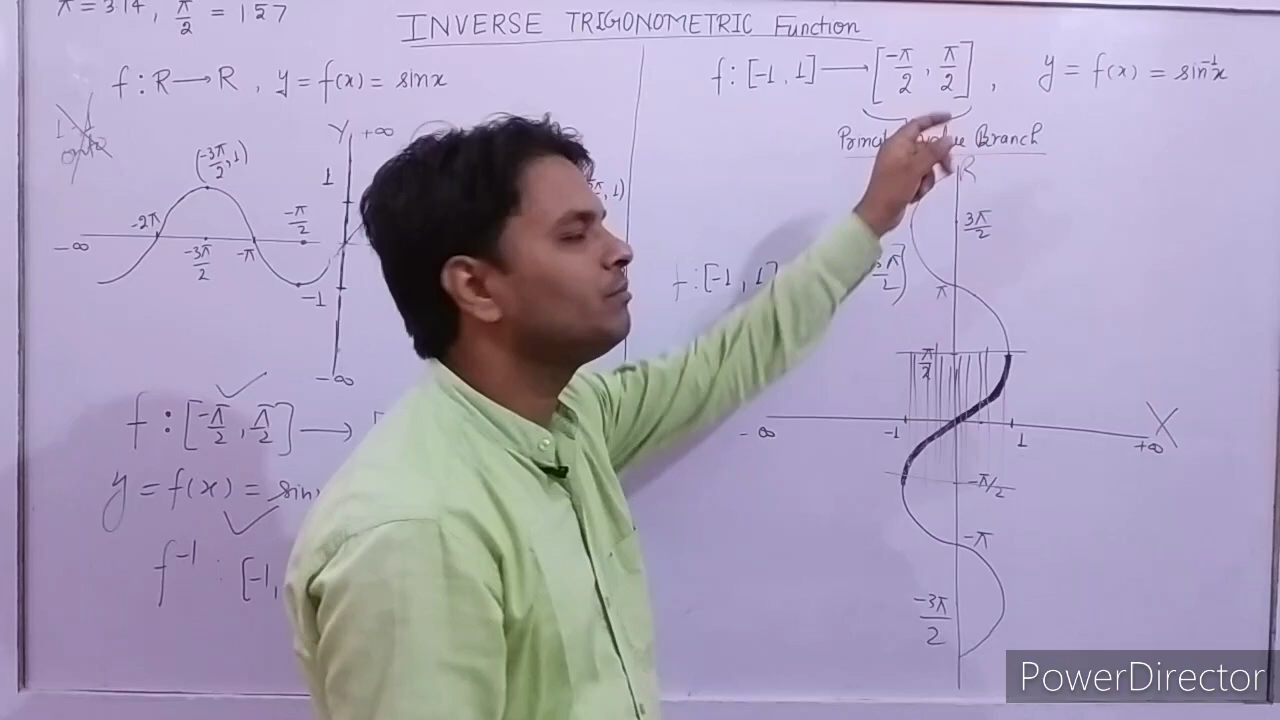 π = 3.14, π/2 = 1.57
INVERSE TRIGONOMETRIC Function
f : R → R , y = f(x) = sinx
f : [-1, 1] → [-π/2, π/2] , y = f(x) = sin⁻¹x
Branch
Y +∞
(-3π/2, 1)
1
, 1)
R
-2π
-π/2
3π/2
-∞
-3π/2
-π
f : [-1, 1]
π
-1
-∞
π/2
f : [-π/2, π/2] →
-∞
-1
1
+∞
X
y = f(x) = sin
-π/2
f⁻¹ : [-1,
-π
-3π/2
PowerDirector